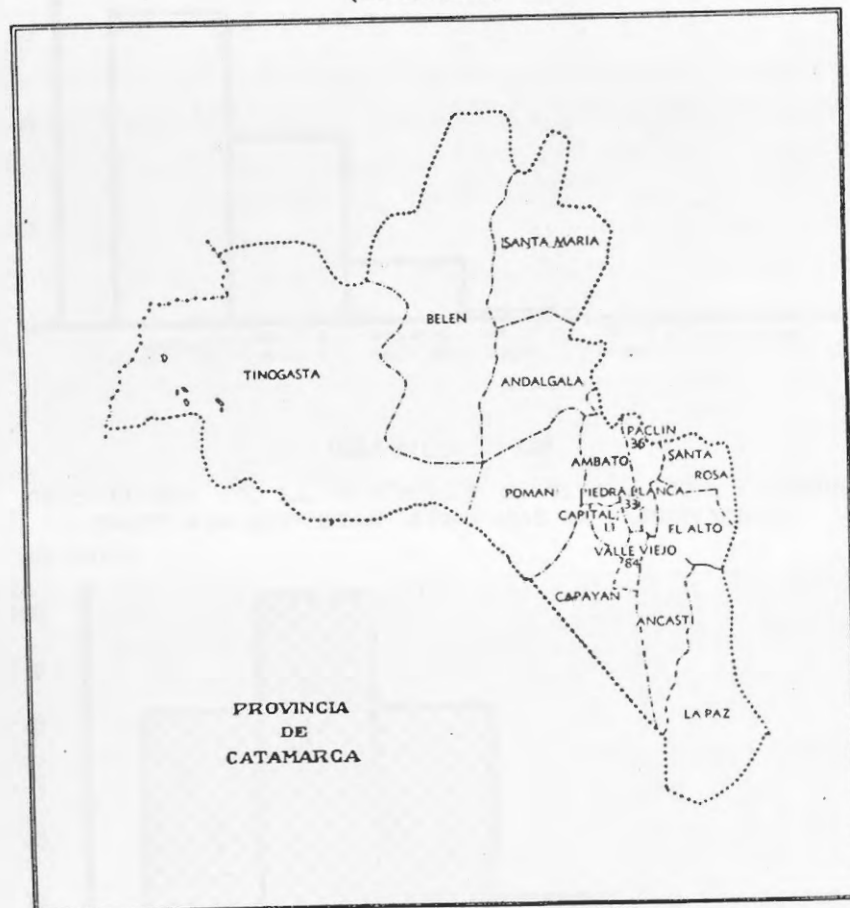 SANTA MARIA
BELEN
TINOGASTA
ANDALGALA
PACLIN
36
SANTA
ROSA
AMBATO
POMAN
PIEDRA BLANCA
33
CAPITAL
11
EL ALTO
VALLE VIEJO
84
CAPAYAN
ANCASTI
LA PAZ
PROVINCIA
DE
CATAMARCA